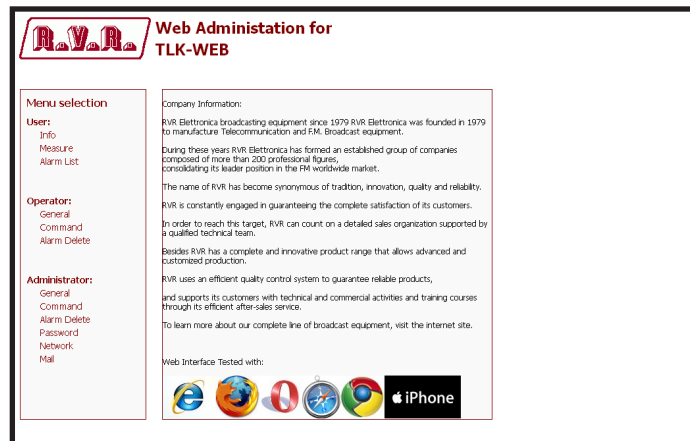 R.V.R.
Web Administation for
TLK-WEB
Menu selection
User:
Info
Measure
Alarm List
Operator:
General
Command
Alarm Delete
Administrator:
General
Command
Alarm Delete
Password
Network
Mail
Company Information:
RVR Elettronica broadcasting equipment since 1979 RVR Elettronica was founded in 1979
to manufacture Telecommunication and F.M. Broadcast equipment.
During these years RVR Elettronica has formed an established group of companies
composed of more than 200 professional figures,
consolidating its leader position in the FM worldwide market.
The name of RVR has become synonymous of tradition, innovation, quality and reliability.
RVR is constantly engaged in guaranteeing the complete satisfaction of its customers.
In order to reach this target, RVR can count on a detailed sales organization supported by
a qualified technical team.
Besides RVR has a complete and innovative product range that allows advanced and
customized production.
RVR uses an efficient quality control system to guarantee reliable products,
and supports its customers with technical and commercial activities and training courses
through its efficient after-sales service.
To learn more about our complete line of broadcast equipment, visit the internet site.
Web Interface Tested with:
iPhone